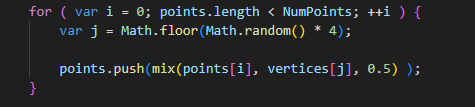 for ( var i = 0; points.length < NumPoints; ++i ) {
    var j = Math.floor(Math.random() * 4);

    points.push(mix(points[i], vertices[j], 0.5) );
}